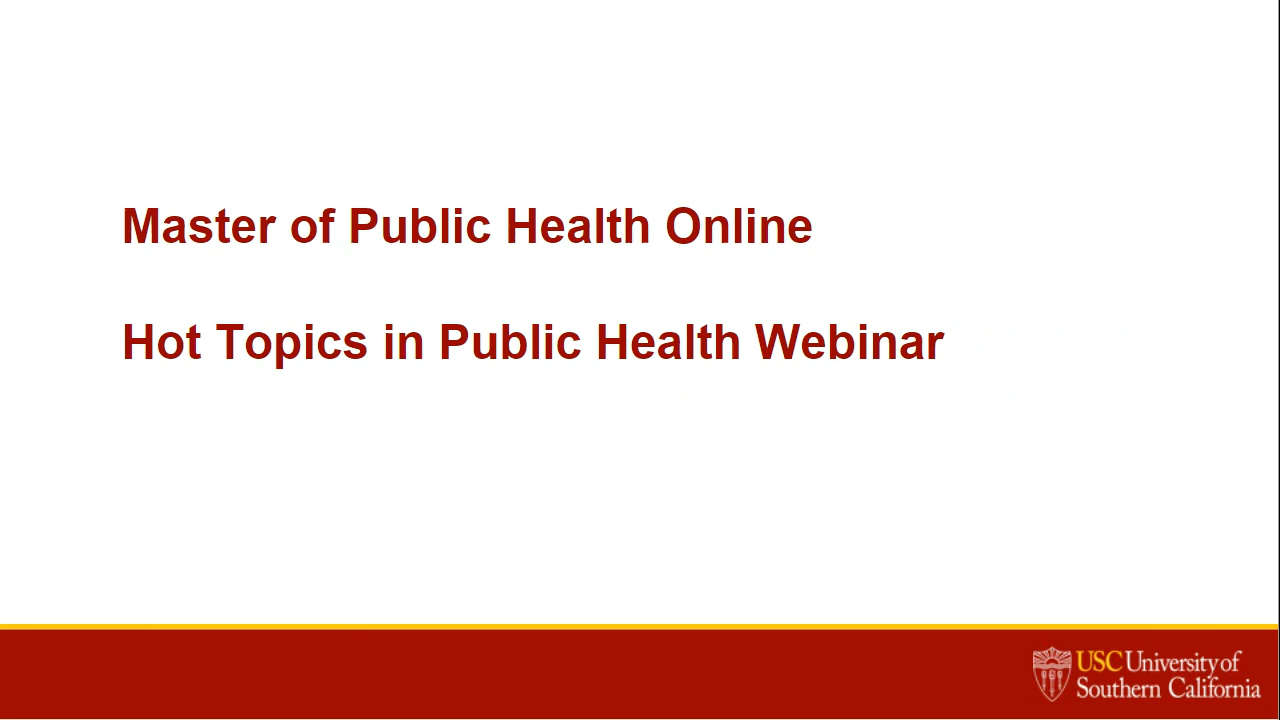 Master of Public Health Online
Hot Topics in Public Health Webinar
USC University of
Southern California